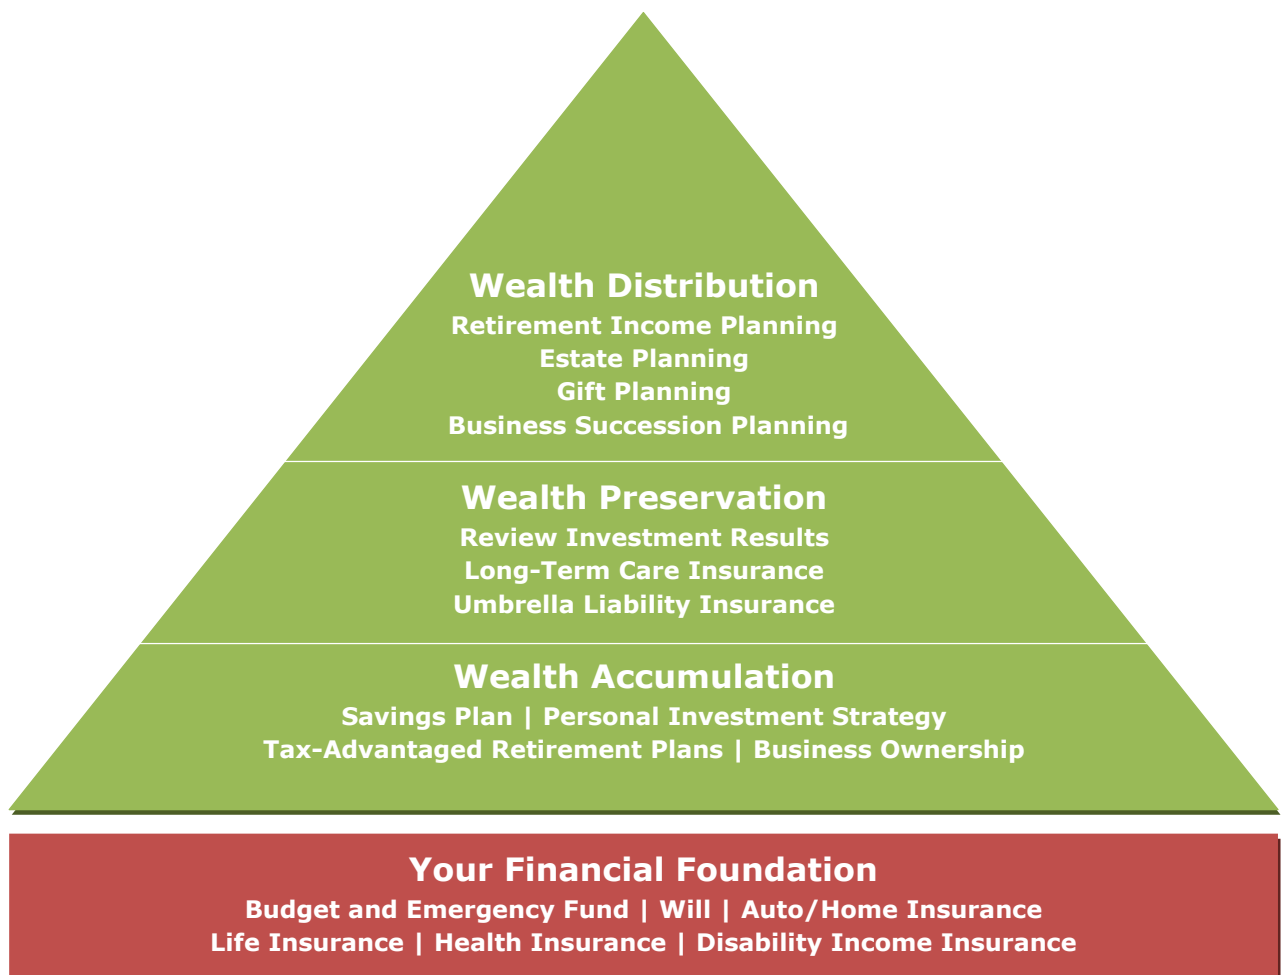 Wealth Distribution
Retirement Income Planning
Estate Planning
Gift Planning
Business Succession Planning
Wealth Preservation
Review Investment Results
Long-Term Care Insurance
Umbrella Liability Insurance
Wealth Accumulation
Savings Plan | Personal Investment Strategy
Tax-Advantaged Retirement Plans | Business Ownership
Your Financial Foundation
Budget and Emergency Fund | Will | Auto/Home Insurance
Life Insurance | Health Insurance | Disability Income Insurance